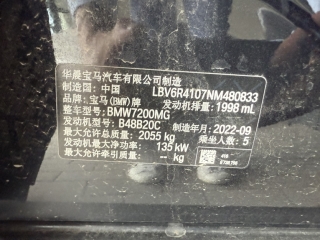 华晨宝马汽车有限公司制造
制造国：中国 LBV6R4107NM480833
品牌：宝马(BMW)牌 发动机排量：1998 mL
整车型号：BMW7200MG
发动机型号：B48B20C 制造年月：2022-09
最大允许总质量：2055 kg 乘坐人数：5
发动机最大净功率：135 kW
最大允许牵引质量：-- kg